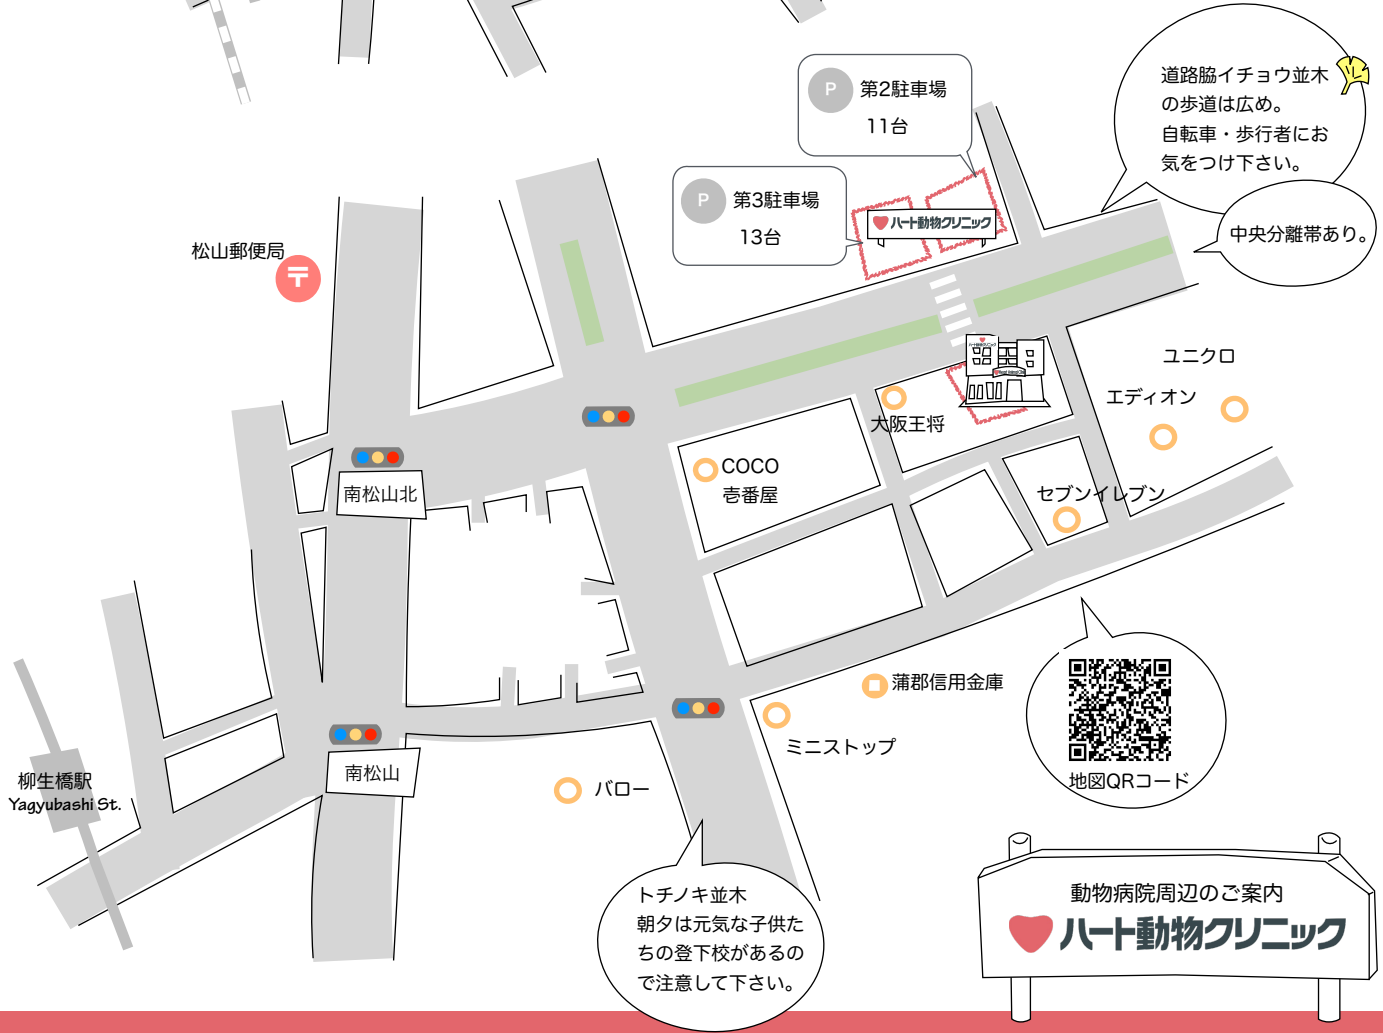 道路脇イチョウ並木
の歩道は広め。
自転車・歩行者にお
気をつけ下さい。
P 第2駐車場
11台
P 第3駐車場
13台
ハート動物クリニック
中央分離帯あり。
松山郵便局
〒
ユニクロ
エディオン
大阪王将
COCO
壱番屋
南松山北
セブンイレブン
蒲郡信用金庫
ミニストップ
南松山
バロー
柳生橋駅
Yagyubashi St.
地図QRコード
トチノキ並木
朝夕は元気な子供た
ちの登下校があるの
で注意して下さい。
動物病院周辺のご案内
ハート動物クリニック